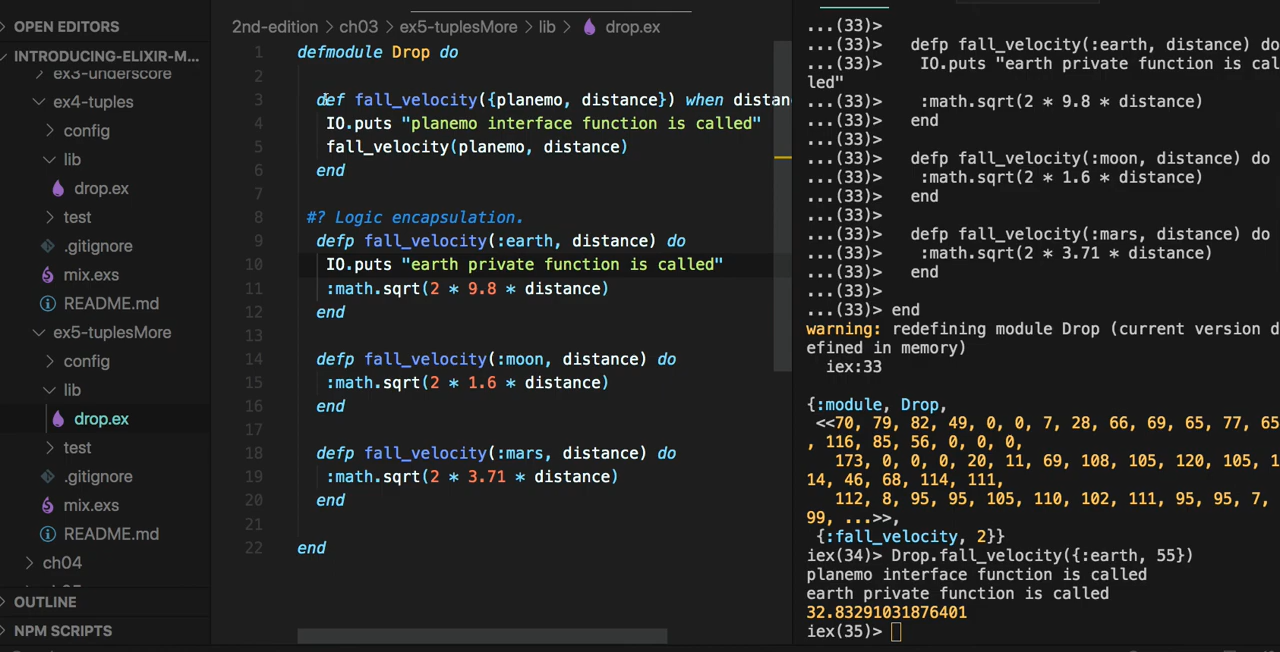 OPEN EDITORS
INTRODUCING-ELIXIR-M...
ex3-underscore
ex4-tuples
config
lib
drop.ex
test
.gitignore
mix.exs
README.md
ex5-tuplesMore
config
lib
drop.ex
test
.gitignore
mix.exs
README.md
ch04
OUTLINE
NPM SCRIPTS
2nd-edition > ch03 > ex5-tuplesMore > lib > drop.ex
1 defmodule Drop do
2
3 def fall_velocity({planemo, distance}) when distan
4 IO.puts "planemo interface function is called"
5 fall_velocity(planemo, distance)
6 end
7
8 #? Logic encapsulation.
9 defp fall_velocity(:earth, distance) do
10 IO.puts "earth private function is called"
11 :math.sqrt(2 * 9.8 * distance)
12 end
13
14 defp fall_velocity(:moon, distance) do
15 :math.sqrt(2 * 1.6 * distance)
16 end
17
18 defp fall_velocity(:mars, distance) do
19 :math.sqrt(2 * 3.71 * distance)
20 end
21
22 end
...(33)>
...(33)> defp fall_velocity(:earth, distance) do
...(33)> IO.puts "earth private function is cal
led"
...(33)> :math.sqrt(2 * 9.8 * distance)
...(33)> end
...(33)>
...(33)> defp fall_velocity(:moon, distance) do
...(33)> :math.sqrt(2 * 1.6 * distance)
...(33)> end
...(33)>
...(33)> defp fall_velocity(:mars, distance) do
...(33)> :math.sqrt(2 * 3.71 * distance)
...(33)> end
...(33)>
...(33)> end
warning: redefining module Drop (current version d
efined in memory)
iex:33
{:module, Drop,
<<70, 79, 82, 49, 0, 0, 7, 28, 66, 69, 65, 77, 65
, 116, 85, 56, 0, 0, 0,
173, 0, 0, 0, 20, 11, 69, 108, 105, 120, 105, 1
14, 46, 68, 114, 111,
112, 8, 95, 95, 105, 110, 102, 111, 95, 95, 7,
99, ...>>,
{:fall_velocity, 2}}
iex(34)> Drop.fall_velocity({:earth, 55})
planemo interface function is called
earth private function is called
32.83291031876401
iex(35)>